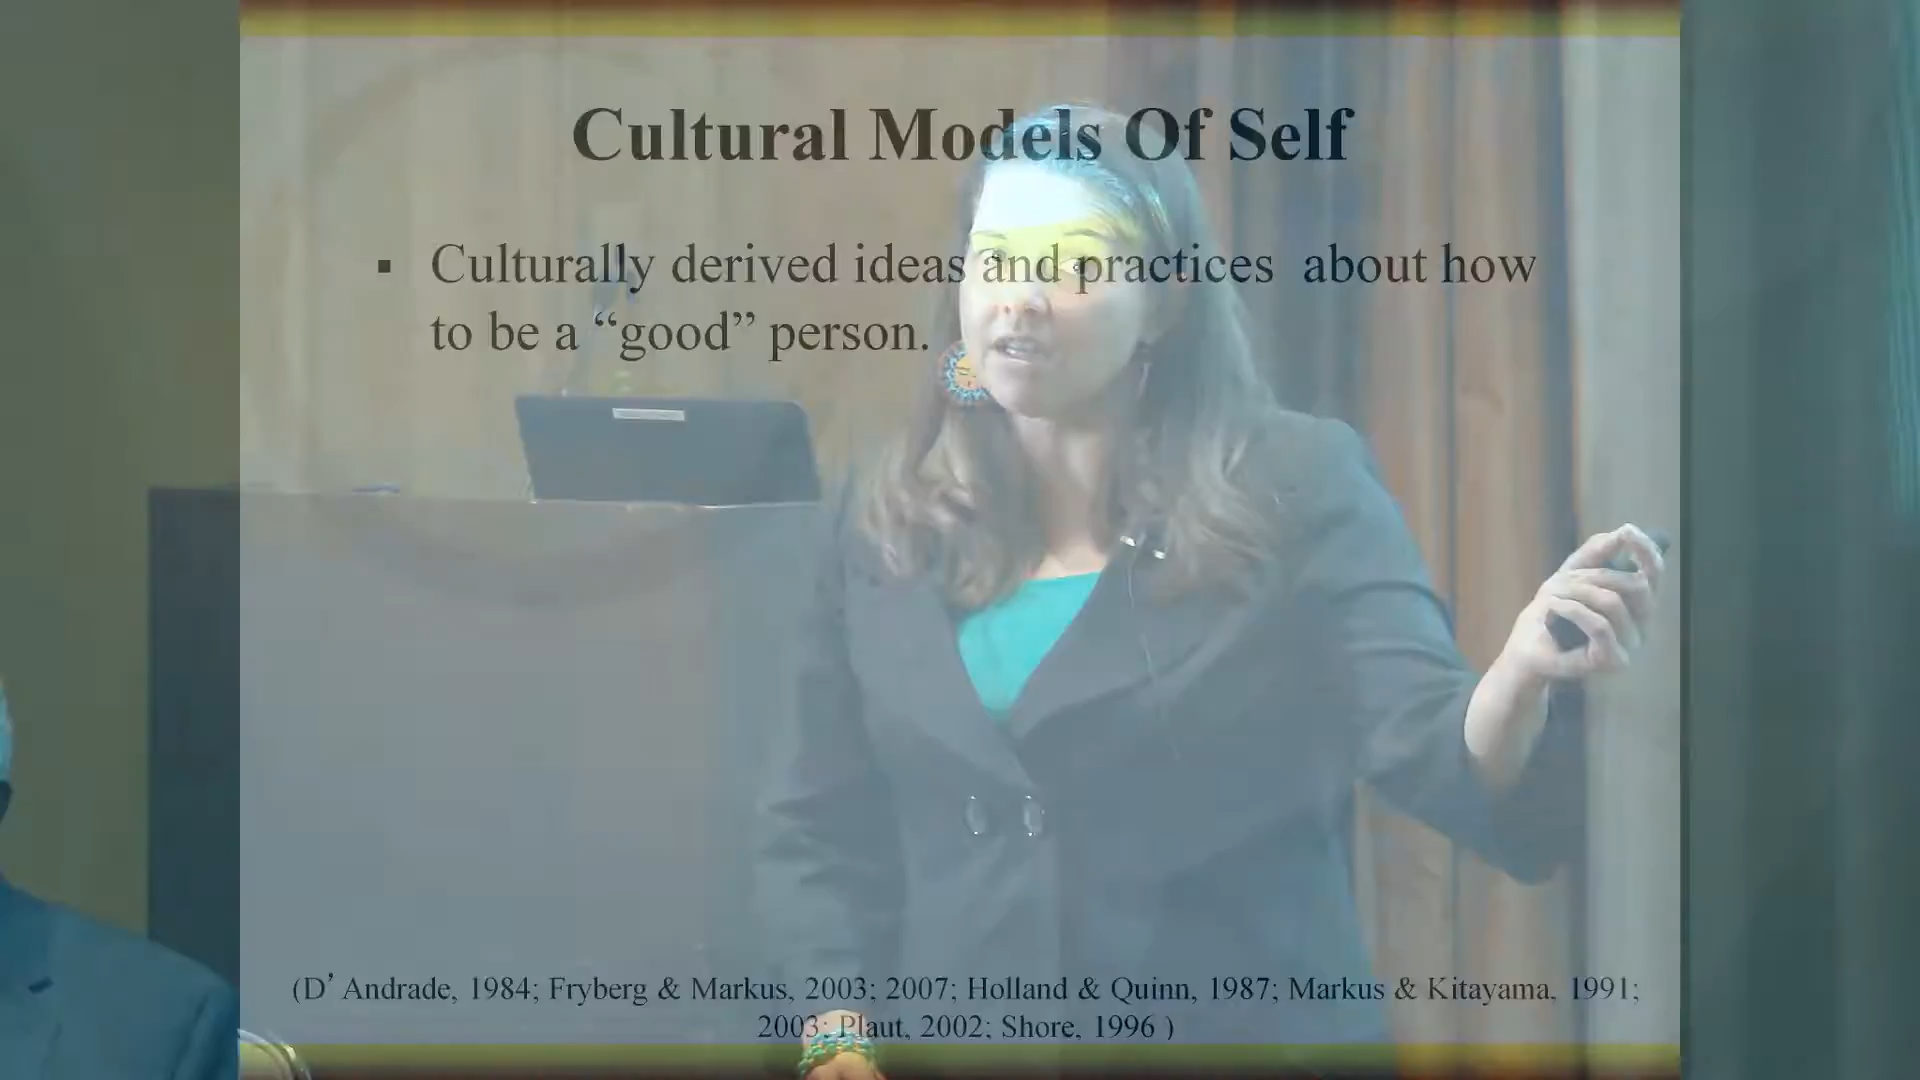 Cultural Models Of Self
▪ Culturally derived ideas and practices about how
to be a “good” person.
(D’Andrade, 1984; Fryberg & Markus, 2003; 2007; Holland & Quinn, 1987; Markus & Kitayama, 1991;
2003; Plaut, 2002; Shore, 1996 )